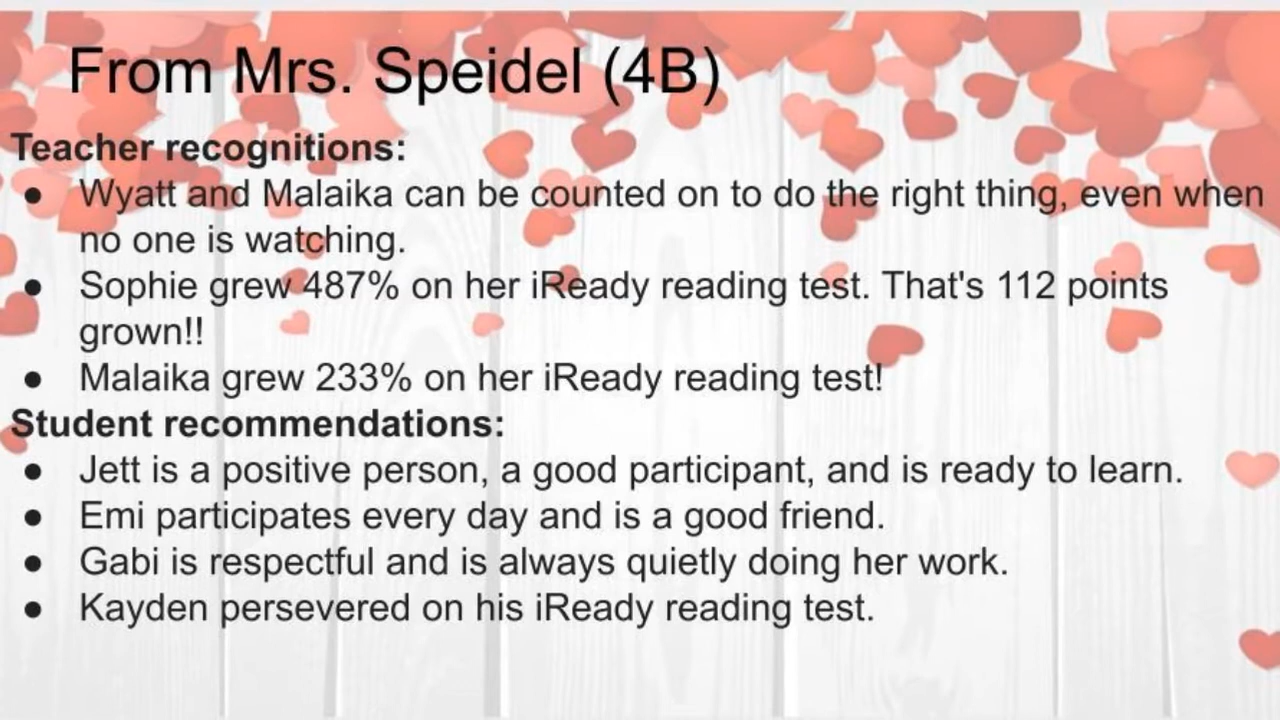 From Mrs. Speidel (4B)
Teacher recognitions:
● Wyatt and Malaika can be counted on to do the right thing, even when
no one is watching.
● Sophie grew 487% on her iReady reading test. That's 112 points
grown!!
● Malaika grew 233% on her iReady reading test!
Student recommendations:
● Jett is a positive person, a good participant, and is ready to learn.
● Emi participates every day and is a good friend.
● Gabi is respectful and is always quietly doing her work.
● Kayden persevered on his iReady reading test.